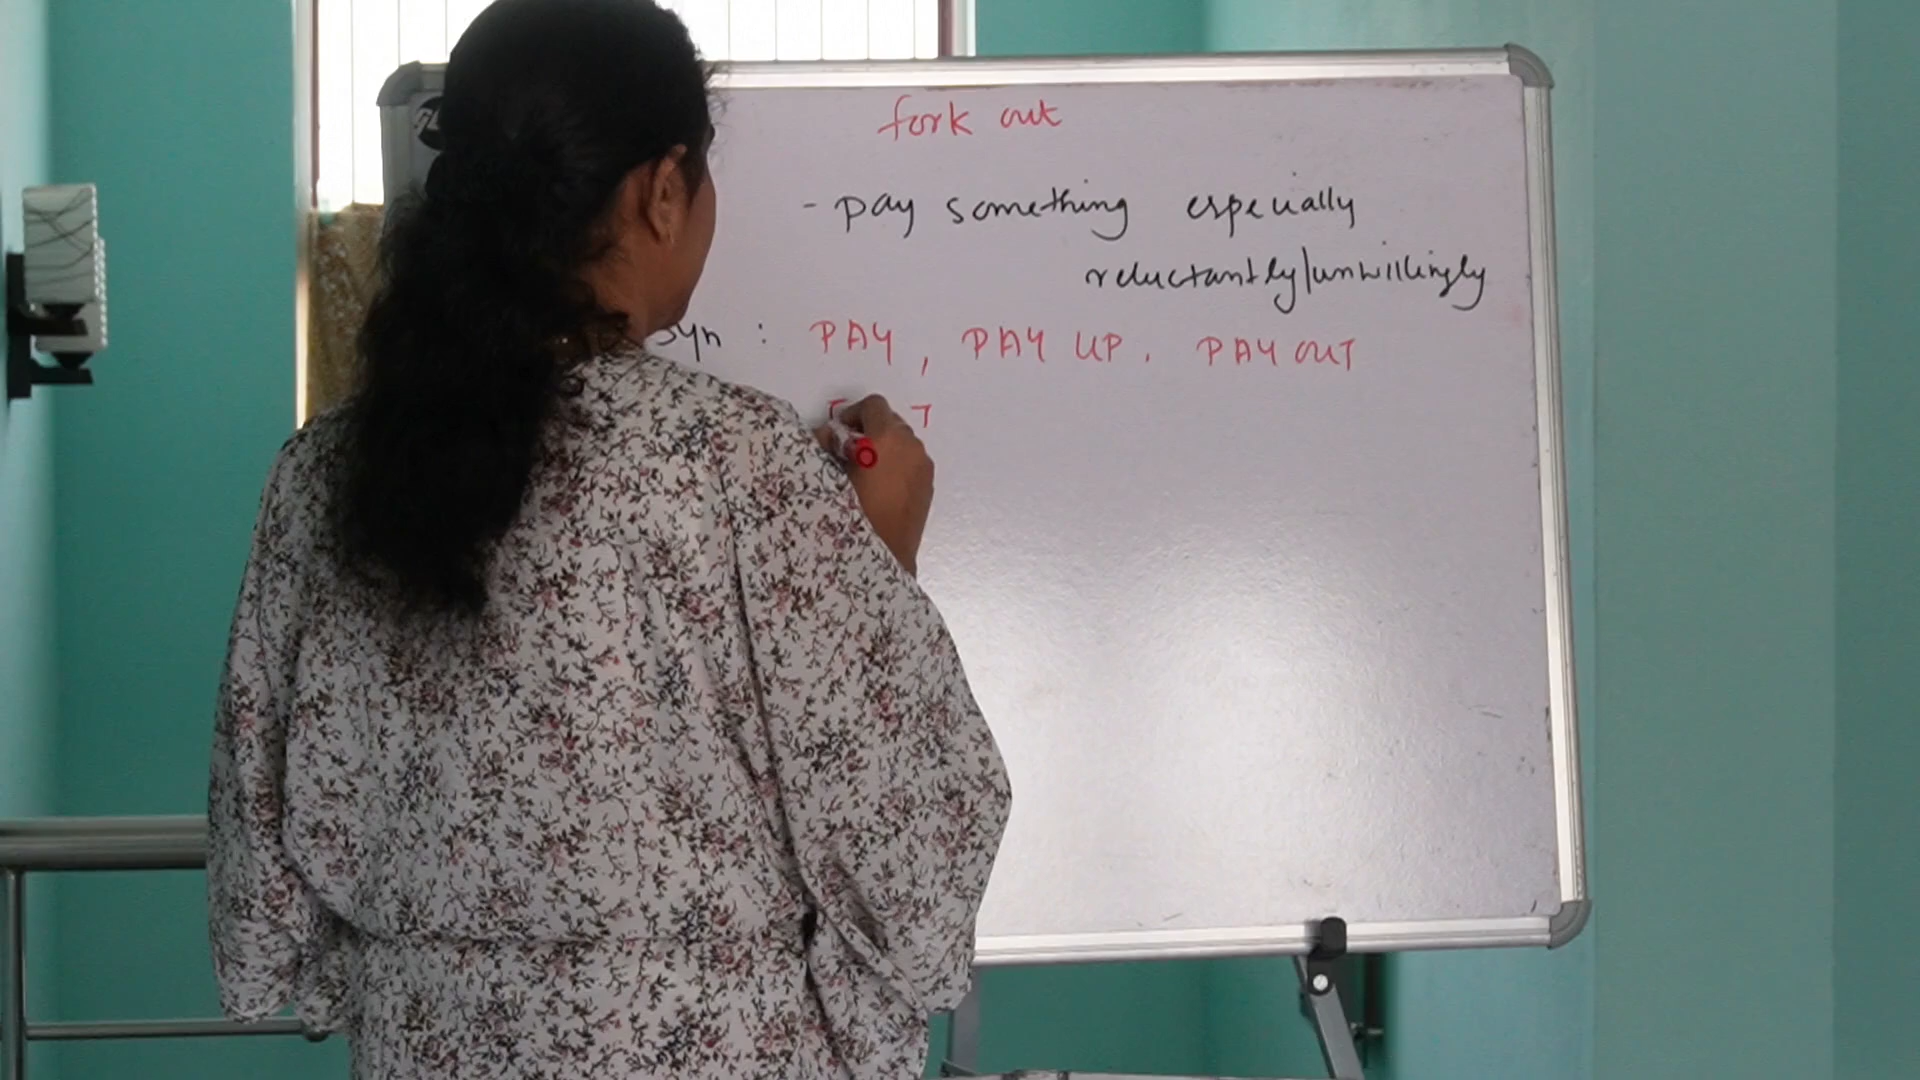 fork out
- pay something especially
reluctantly/unwillingly
Syn : PAY, PAY UP, PAY OUT